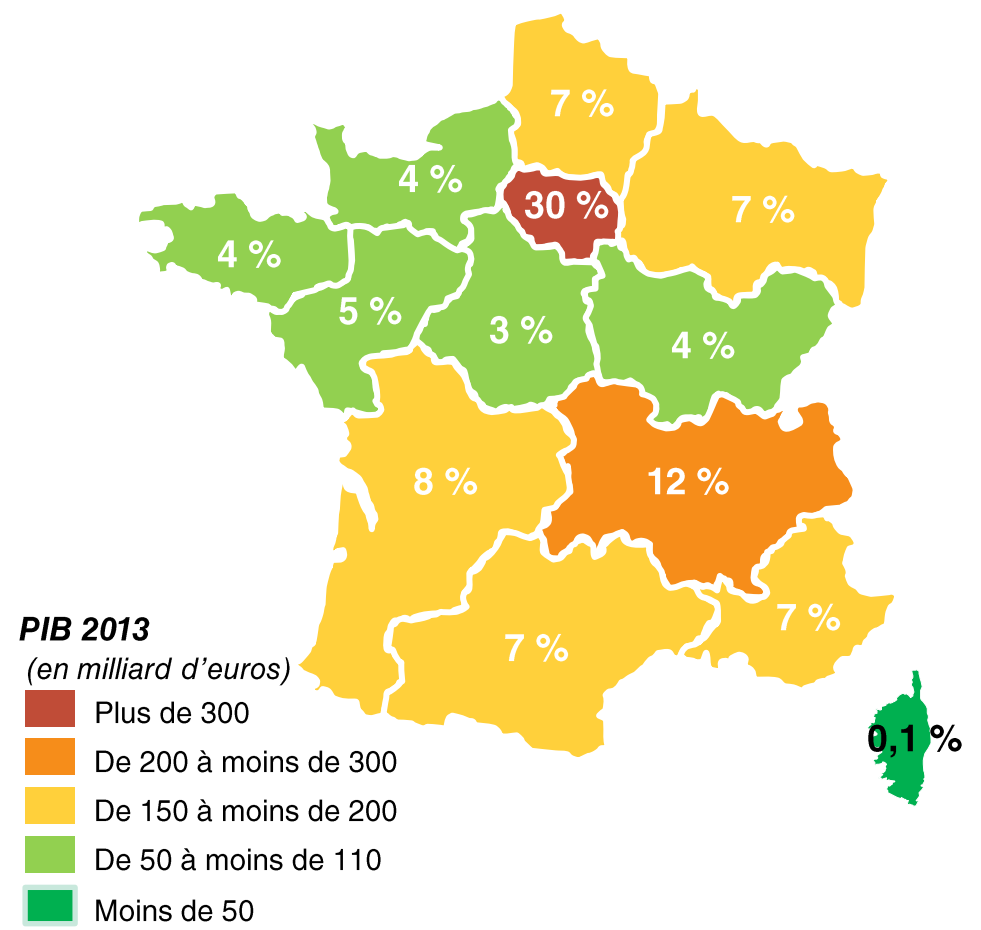 7 %
4 %
30 %
7 %
4 %
5 %
3 %
4 %
8 %
12 %
7 %
7 %
0,1 %
PIB 2013
(en milliard d’euros)
Plus de 300
De 200 à moins de 300
De 150 à moins de 200
De 50 à moins de 110
Moins de 50